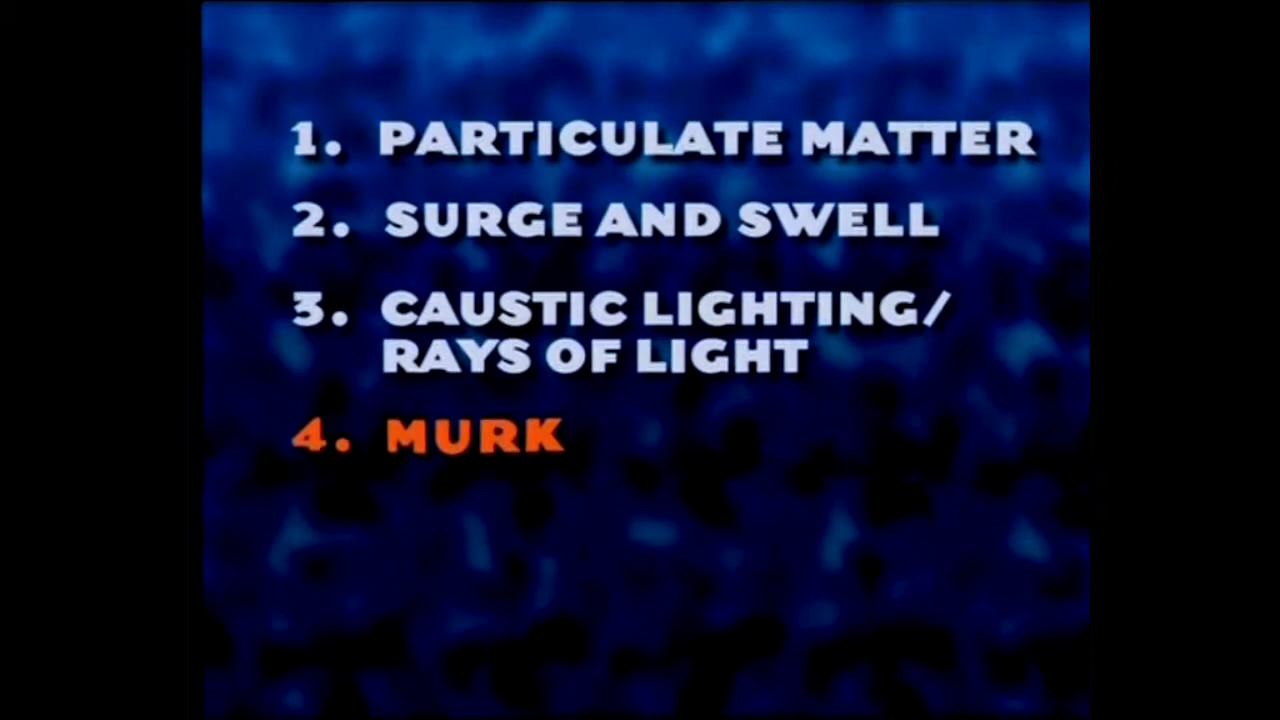 1. PARTICULATE MATTER
2. SURGE AND SWELL
3. CAUSTIC LIGHTING/
RAYS OF LIGHT
4. MURK